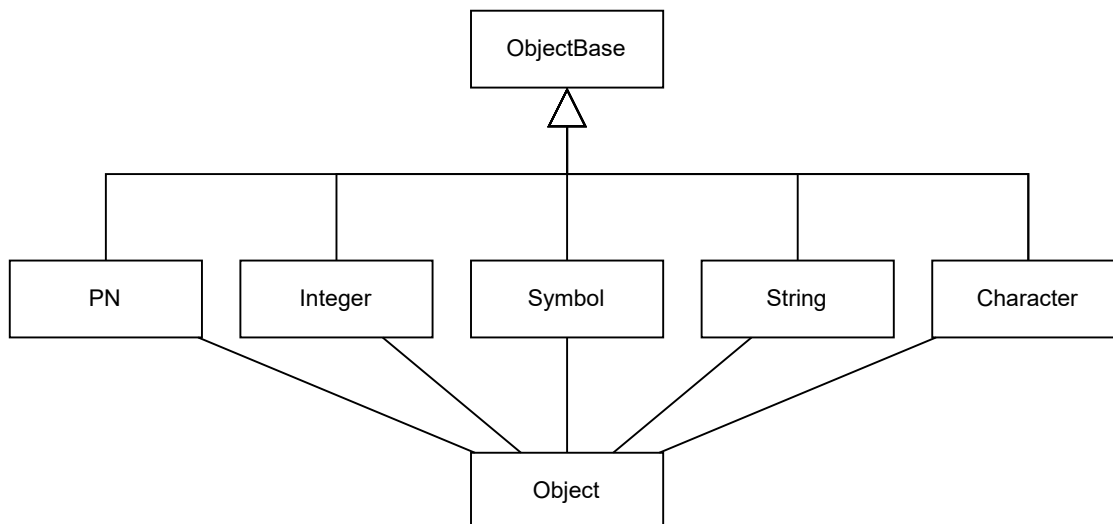 ObjectBase
PN
Integer
Symbol
String
Character
Object